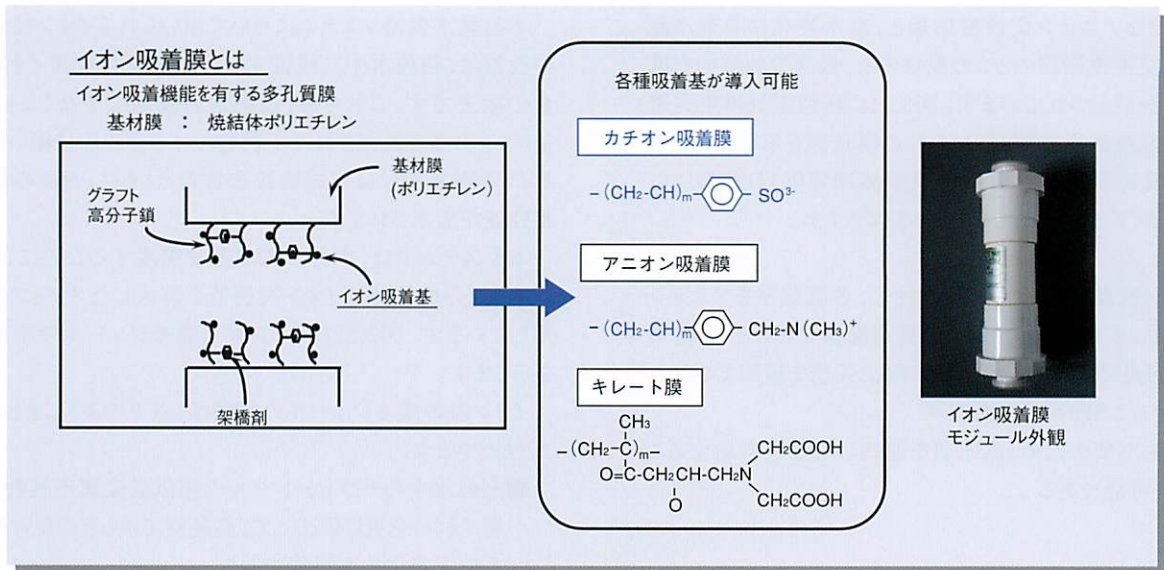 イオン吸着膜とは
イオン吸着機能を有する多孔質膜
基材膜 : 焼結体ポリエチレン
基材膜
(ポリエチレン)
グラフト
高分子鎖
イオン吸着基
架橋剤
各種吸着基が導入可能
カチオン吸着膜
-(CH2-CH)m- SO3-
アニオン吸着膜
-(CH2-CH)m- CH2-N(CH3)+
キレート膜
CH3
-(CH2-C)m-
O=C-CH2CH-CH2N
O
CH2COOH
CH2COOH
イオン吸着膜
モジュール外観